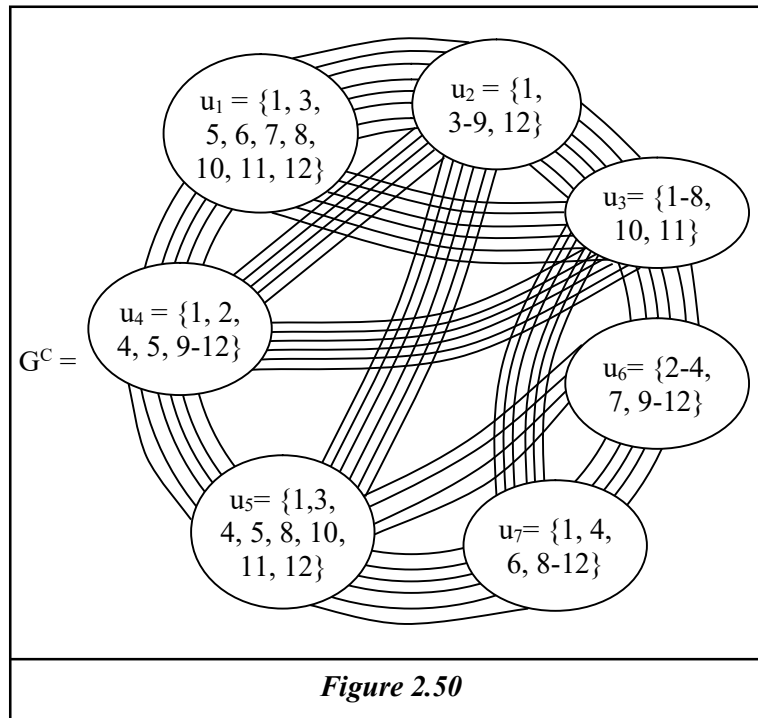 u₁ = {1, 3,
5, 6, 7, 8,
10, 11, 12}
u₂ = {1,
3-9, 12}
u₃= {1-8,
10, 11}
u₄ = {1, 2,
4, 5, 9-12}
G^C =
u₆= {2-4,
7, 9-12}
u₅= {1,3,
4, 5, 8, 10,
11, 12}
u₇= {1, 4,
6, 8-12}
Figure 2.50